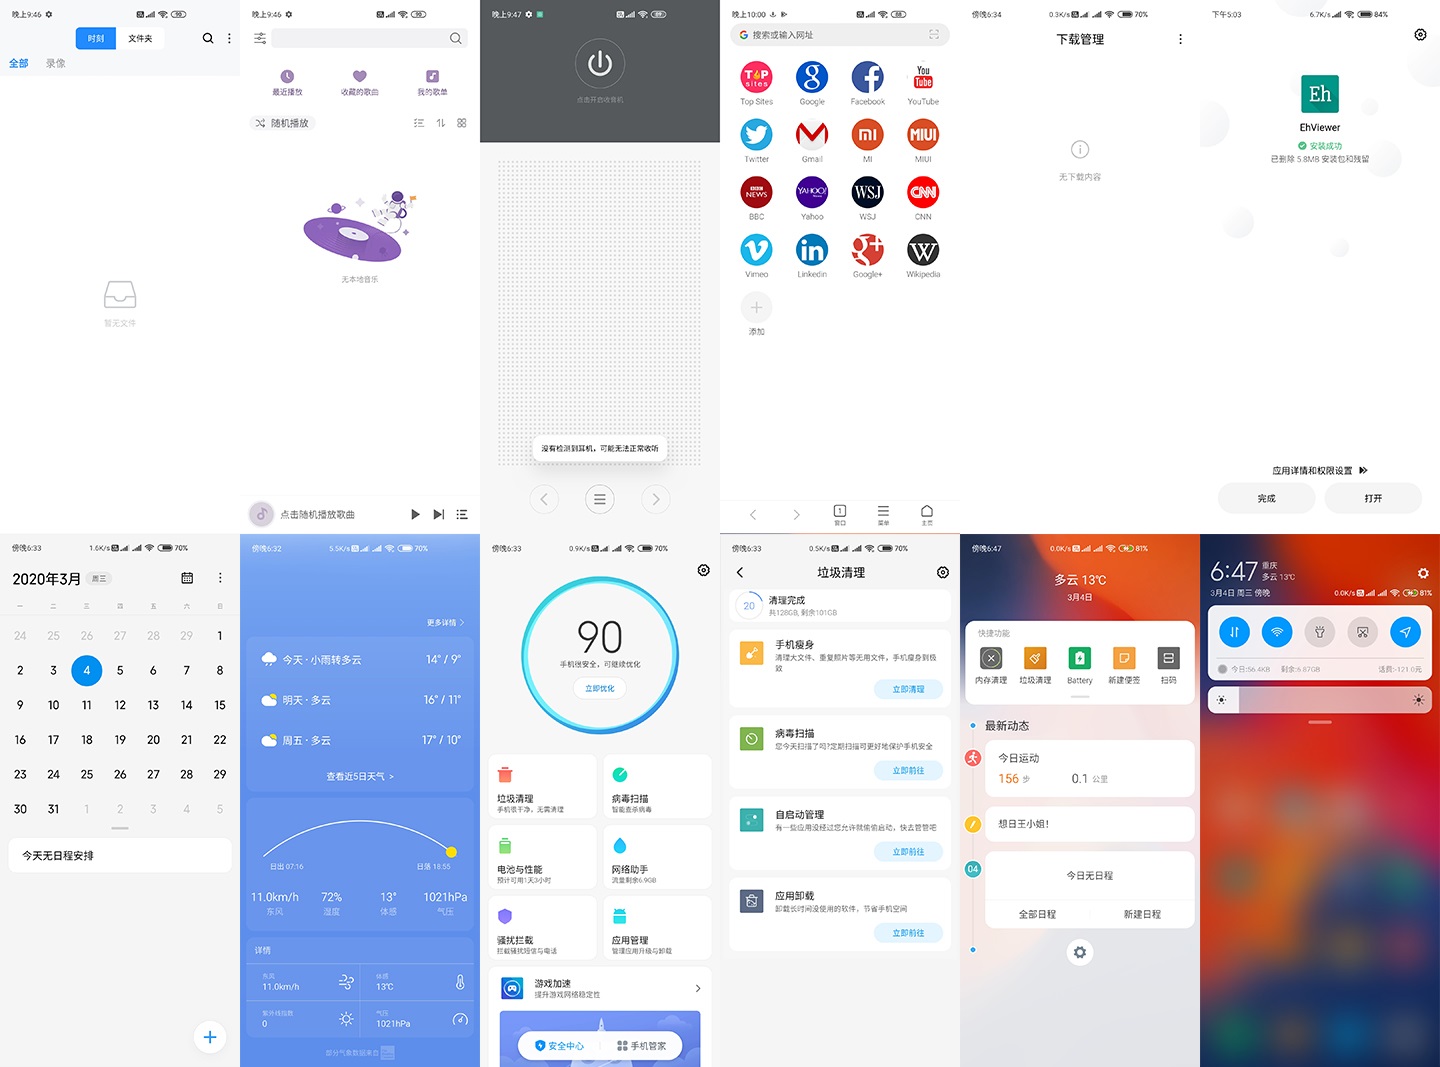 晚上9:46 90
时刻 文件夹
全部 录像
暂无文件
晚上9:46 90
最近播放 收藏的歌曲 我的歌单
随机播放
无本地音乐
点击随机播放歌曲
晚上9:47 89
点击开启收音机
没有检测到耳机，可能无法正常收听
晚上10:00 88
搜索或输入网址
TOP sites Google Facebook You Tube
Top Sites Google Facebook YouTube
MI MIUI
Twitter Gmail MI MIUI
BBC NEWS YAHOO! WSJ CNN
BBC Yahoo WSJ CNN
Vimeo Linkedin Google+ Wikipedia
添加
1
窗口 菜单 主页
傍晚6:34 0.3K/s 70%
下载管理
无下载内容
下午5:03 6.7K/s 84%
Eh
EhViewer
安装成功
已删除 5.8MB 安装包和残留
应用详情和权限设置
完成 打开
傍晚6:33 1.6K/s 70%
2020年3月 周三
一 二 三 四 五 六 日
24 25 26 27 28 29 1
2 3 4 5 6 7 8
9 10 11 12 13 14 15
16 17 18 19 20 21 22
23 24 25 26 27 28 29
30 31 1 2 3 4 5
今天无日程安排
傍晚6:32 5.5K/s 70%
更多详情
今天 · 小雨转多云 14° / 9°
明天 · 多云 16° / 11°
周五 · 多云 17° / 10°
查看近5日天气 >
日出 07:16 日落 18:55
11.0km/h 72% 13° 1021hPa
东风 湿度 体感 气压
详情
东风 体感
11.0km/h 13℃
紫外线指数 气压
0 1021hPa
部分气象数据来自
傍晚6:33 0.9K/s 70%
90
手机很安全，可继续优化
立即优化
垃圾清理 病毒扫描
手机很干净，无需清理 智能查杀病毒
电池与性能 网络助手
预计可用1天3小时 流量剩余6.9GB
骚扰拦截 应用管理
拦截骚扰短信与电话 管理应用升级与卸载
游戏加速
提升游戏网络稳定性
安全中心 手机管家
傍晚6:33 0.5K/s 70%
垃圾清理
20 清理完成
共128GB, 剩余101GB
手机瘦身
清理大文件、重复照片等无用文件，手机瘦身到极
致
立即清理
病毒扫描
您今天扫描了吗?定期扫描可更好地保护手机安全
立即前往
自启动管理
有一些应用没经过您允许就偷偷启动，快去管管吧
立即前往
应用卸载
卸载长时间没使用的软件，节省手机空间
立即前往
傍晚6:47 0.0K/s 81%
多云 13℃
3月4日
快捷功能
内存清理 垃圾清理 Battery 新建便签 扫码
最新动态
今日运动
156 步 0.1 公里
想日王小姐！
04
今日无日程
全部日程 新建日程
6:47 重庆
多云 13℃
3月4日 周三 傍晚 0.0K/s 81%
今日:56.4KB 剩余:6.87GB 话费:-121.0元